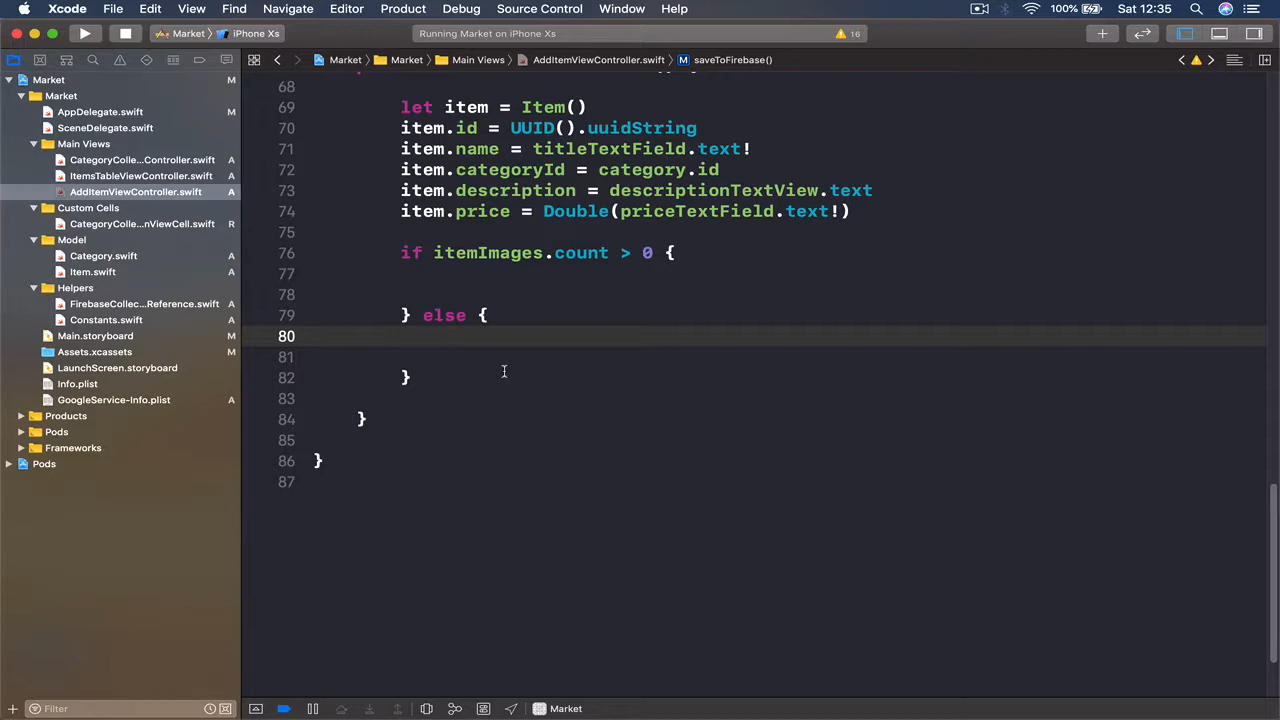 Xcode File Edit View Find Navigate Editor Product Debug Source Control Window Help 100% Sat 12:35
Market iPhone Xs Running Market on iPhone Xs 16
Market Market Main Views AddItemViewController.swift M saveToFirebase()
Market M
Market
AppDelegate.swift M
SceneDelegate.swift
Main Views
CategoryColle...Controller.swift A
ItemsTableViewController.swift A
AddItemViewController.swift A
Custom Cells
CategoryColle...nViewCell.swift R
Model
Category.swift A
Item.swift A
Helpers
FirebaseCollec...Reference.swift A
Constants.swift A
Main.storyboard M
Assets.xcassets M
LaunchScreen.storyboard
Info.plist
GoogleService-Info.plist A
Products
Pods
Frameworks
Pods
68
69 let item = Item()
70 item.id = UUID().uuidString
71 item.name = titleTextField.text!
72 item.categoryId = category.id
73 item.description = descriptionTextView.text
74 item.price = Double(priceTextField.text!)
75
76 if itemImages.count > 0 {
77
78
79 } else {
80
81
82 }
83
84 }
85
86 }
87
Filter Market